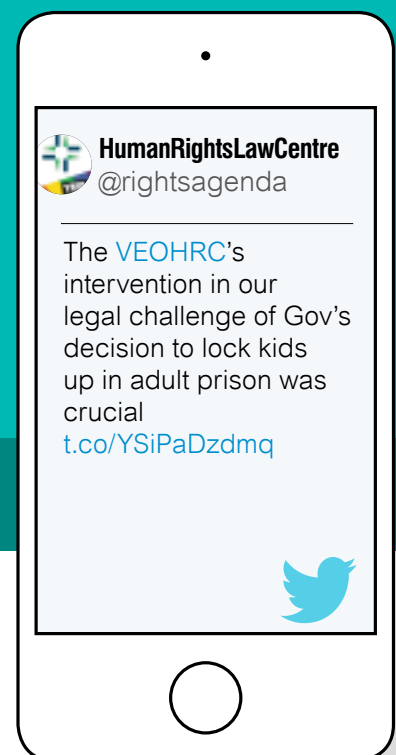 HumanRightsLawCentre
@rightsagenda
The VEOHRC's
intervention in our
legal challenge of Gov's
decision to lock kids
up in adult prison was
crucial
t.co/YSiPaDzdmq